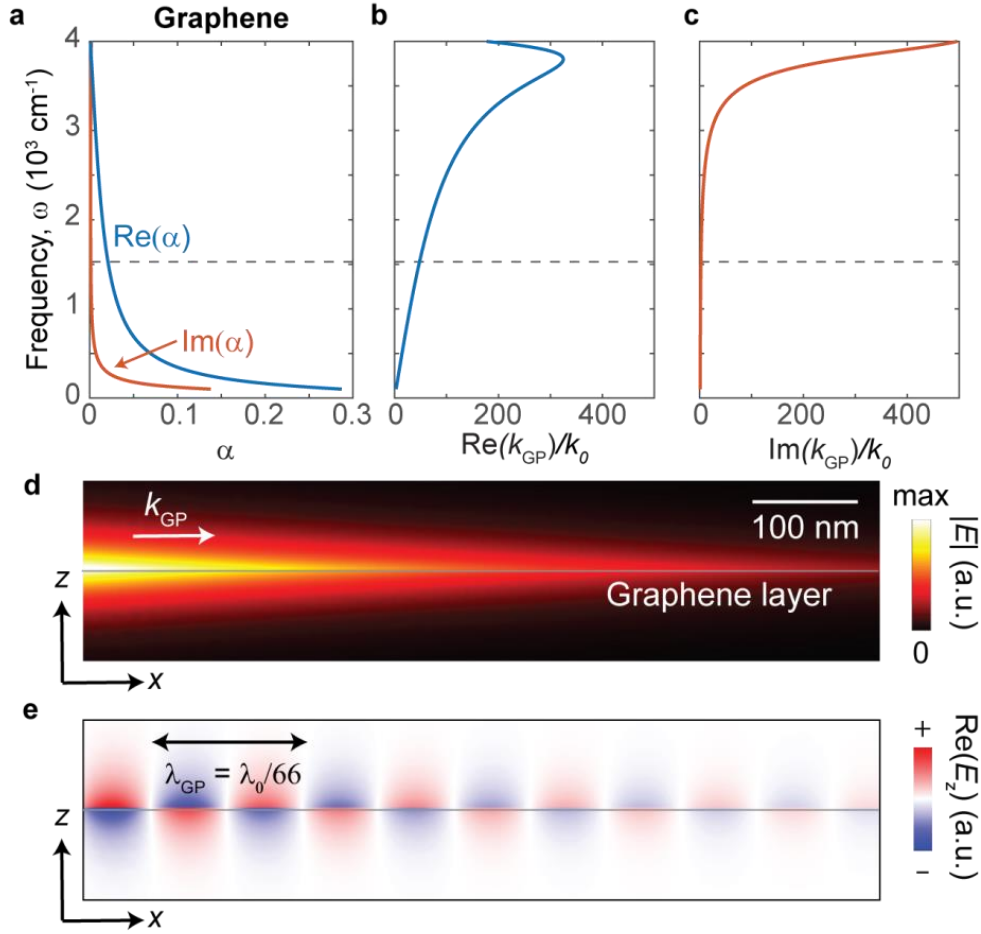 a Graphene b c
Frequency, ω (10³ cm⁻¹)
4
3
2
1
0
Re(α)
Im(α)
0 0.1 0.2 0.3
α
0 200 400
Re(k_GP)/k_0
0 200 400
Im(k_GP)/k_0
d
k_GP
100 nm
Graphene layer
z
x
max
0
|E| (a.u.)
e
λ_GP = λ_0/66
z
x
+
−
Re(E_z) (a.u.)